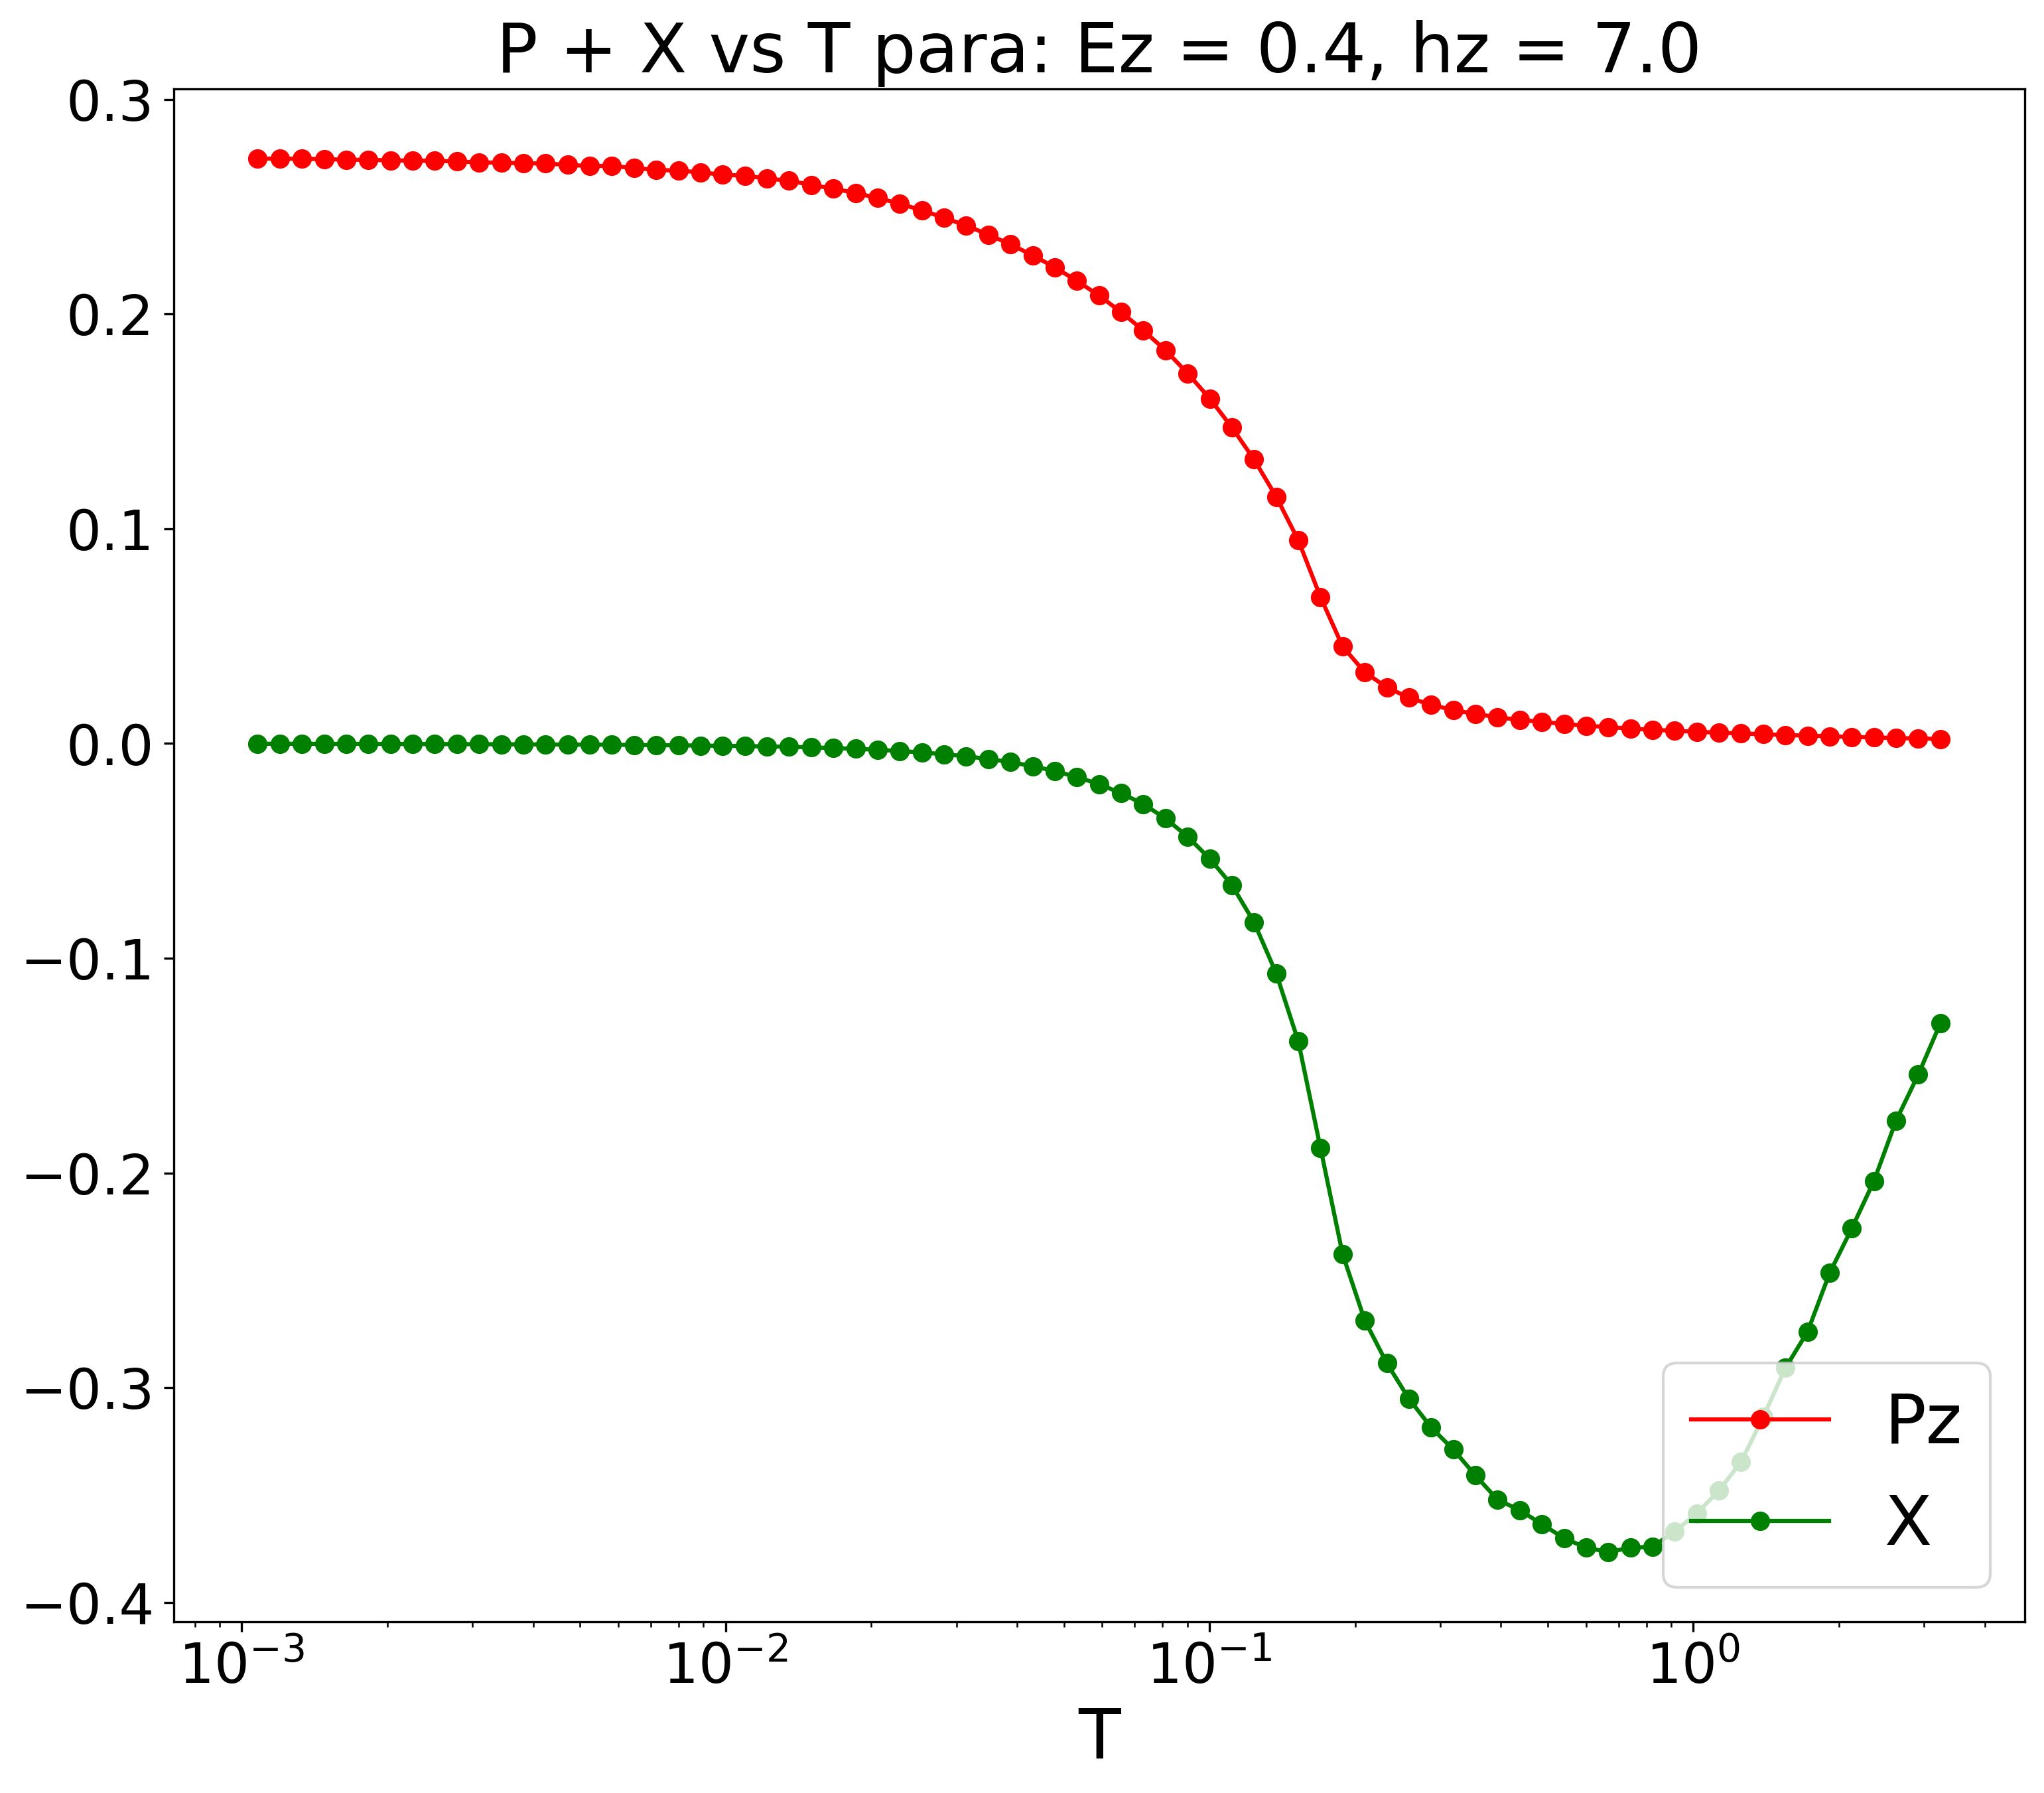 P + X vs T para: Ez = 0.4, hz = 7.0
0.3
0.2
0.1
0.0
−0.1
−0.2
−0.3
−0.4
Pz
X
10⁻³ 10⁻² 10⁻¹ 10⁰
T